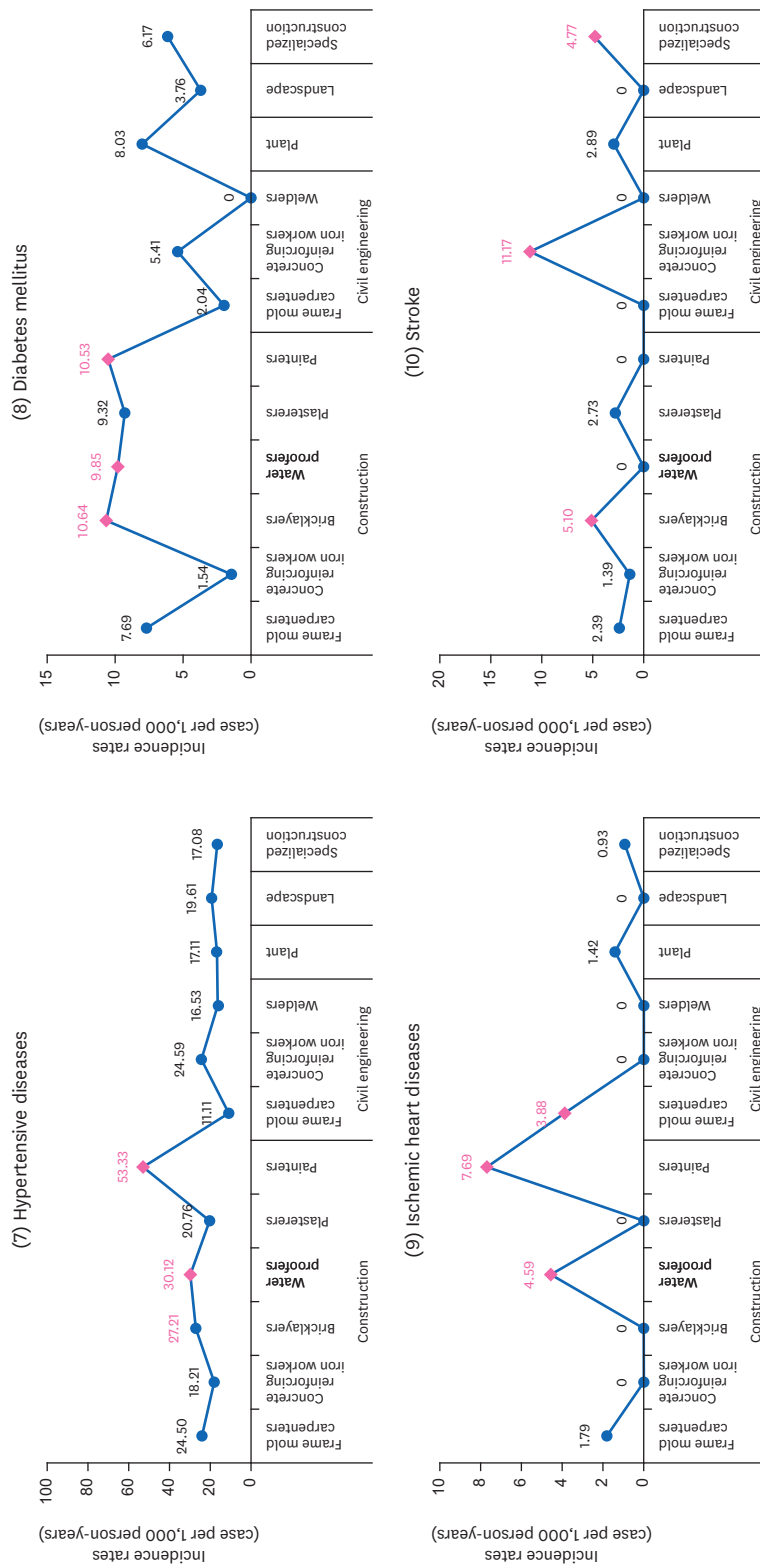 (7) Hypertensive diseases
Incidence rates
(case per 1,000 person-years)
100
80
60
40
20
0
24.50
18.21
27.21
30.12
20.76
53.33
11.11
24.59
16.53
17.11
19.61
17.08
Frame mold
carpenters
Concrete
reinforcing
iron workers
Bricklayers
Water
proofers
Plasterers
Painters
Frame mold
carpenters
Concrete
reinforcing
iron workers
Welders
Plant
Landscape
Specialized
construction
Construction
Civil engineering
(8) Diabetes mellitus
Incidence rates
(case per 1,000 person-years)
15
10
5
0
7.69
1.54
10.64
9.85
9.32
10.53
2.04
5.41
0
8.03
3.76
6.17
Frame mold
carpenters
Concrete
reinforcing
iron workers
Bricklayers
Water
proofers
Plasterers
Painters
Frame mold
carpenters
Concrete
reinforcing
iron workers
Welders
Plant
Landscape
Specialized
construction
Construction
Civil engineering
(9) Ischemic heart diseases
Incidence rates
(case per 1,000 person-years)
10
8
6
4
2
0
1.79
0
0
4.59
0
7.69
3.88
0
0
1.42
0
0.93
Frame mold
carpenters
Concrete
reinforcing
iron workers
Bricklayers
Water
proofers
Plasterers
Painters
Frame mold
carpenters
Concrete
reinforcing
iron workers
Welders
Plant
Landscape
Specialized
construction
Construction
Civil engineering
(10) Stroke
Incidence rates
(case per 1,000 person-years)
20
15
10
5
0
2.39
1.39
5.10
0
2.73
0
0
11.17
0
2.89
0
4.77
Frame mold
carpenters
Concrete
reinforcing
iron workers
Bricklayers
Water
proofers
Plasterers
Painters
Frame mold
carpenters
Concrete
reinforcing
iron workers
Welders
Plant
Landscape
Specialized
construction
Construction
Civil engineering